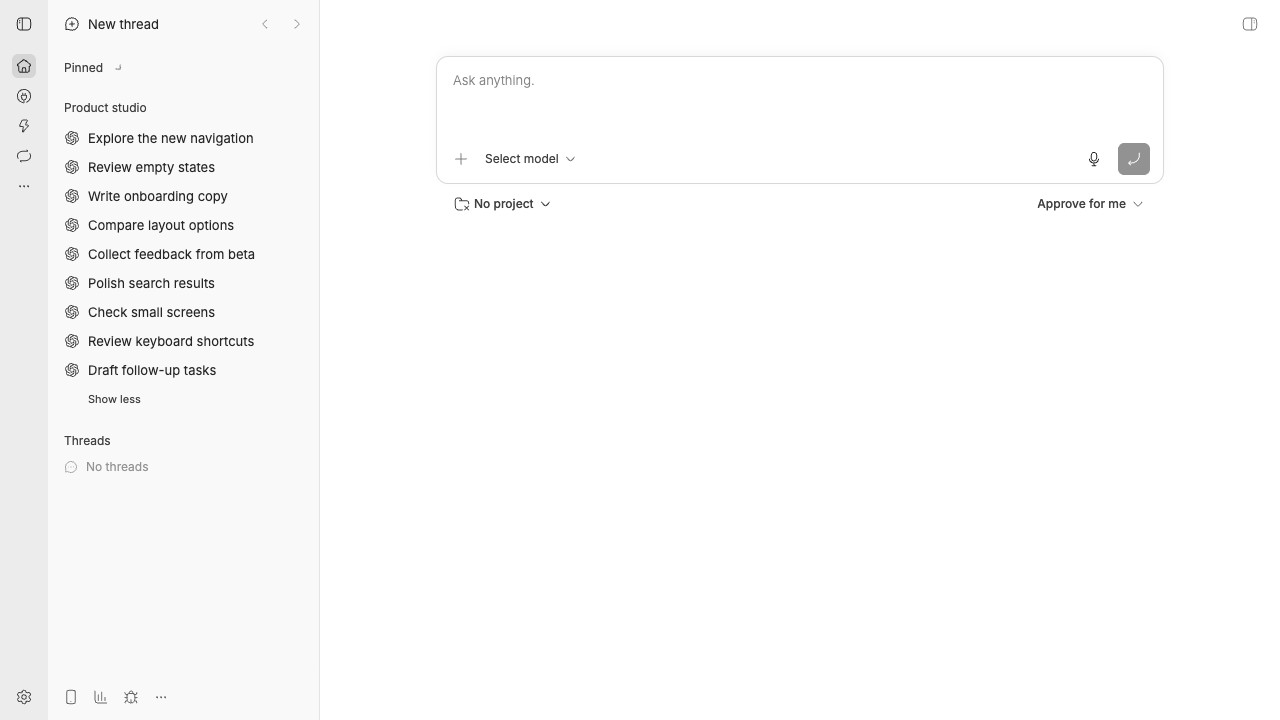 New thread
Pinned
Product studio
Explore the new navigation
Review empty states
Write onboarding copy
Compare layout options
Collect feedback from beta
Polish search results
Check small screens
Review keyboard shortcuts
Draft follow-up tasks
Show less
Threads
No threads
Ask anything.
Select model
No project
Approve for me